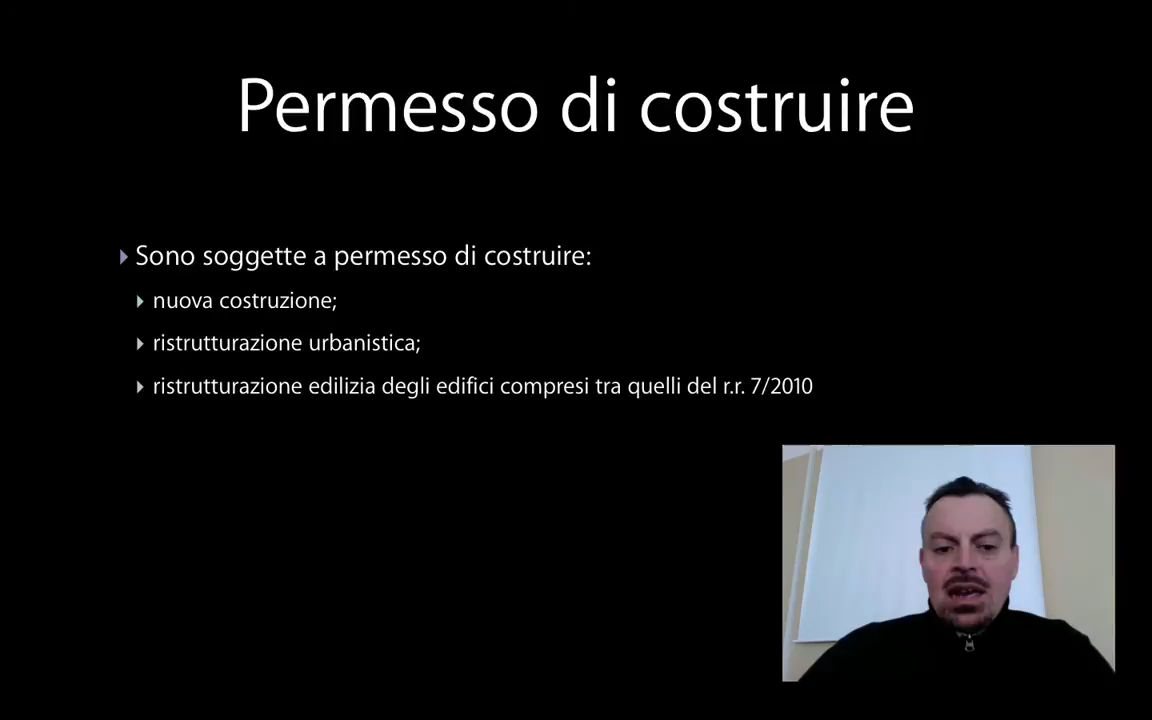 Permesso di costruire
Sono soggette a permesso di costruire:
nuova costruzione;
ristrutturazione urbanistica;
ristrutturazione edilizia degli edifici compresi tra quelli del r.r. 7/2010